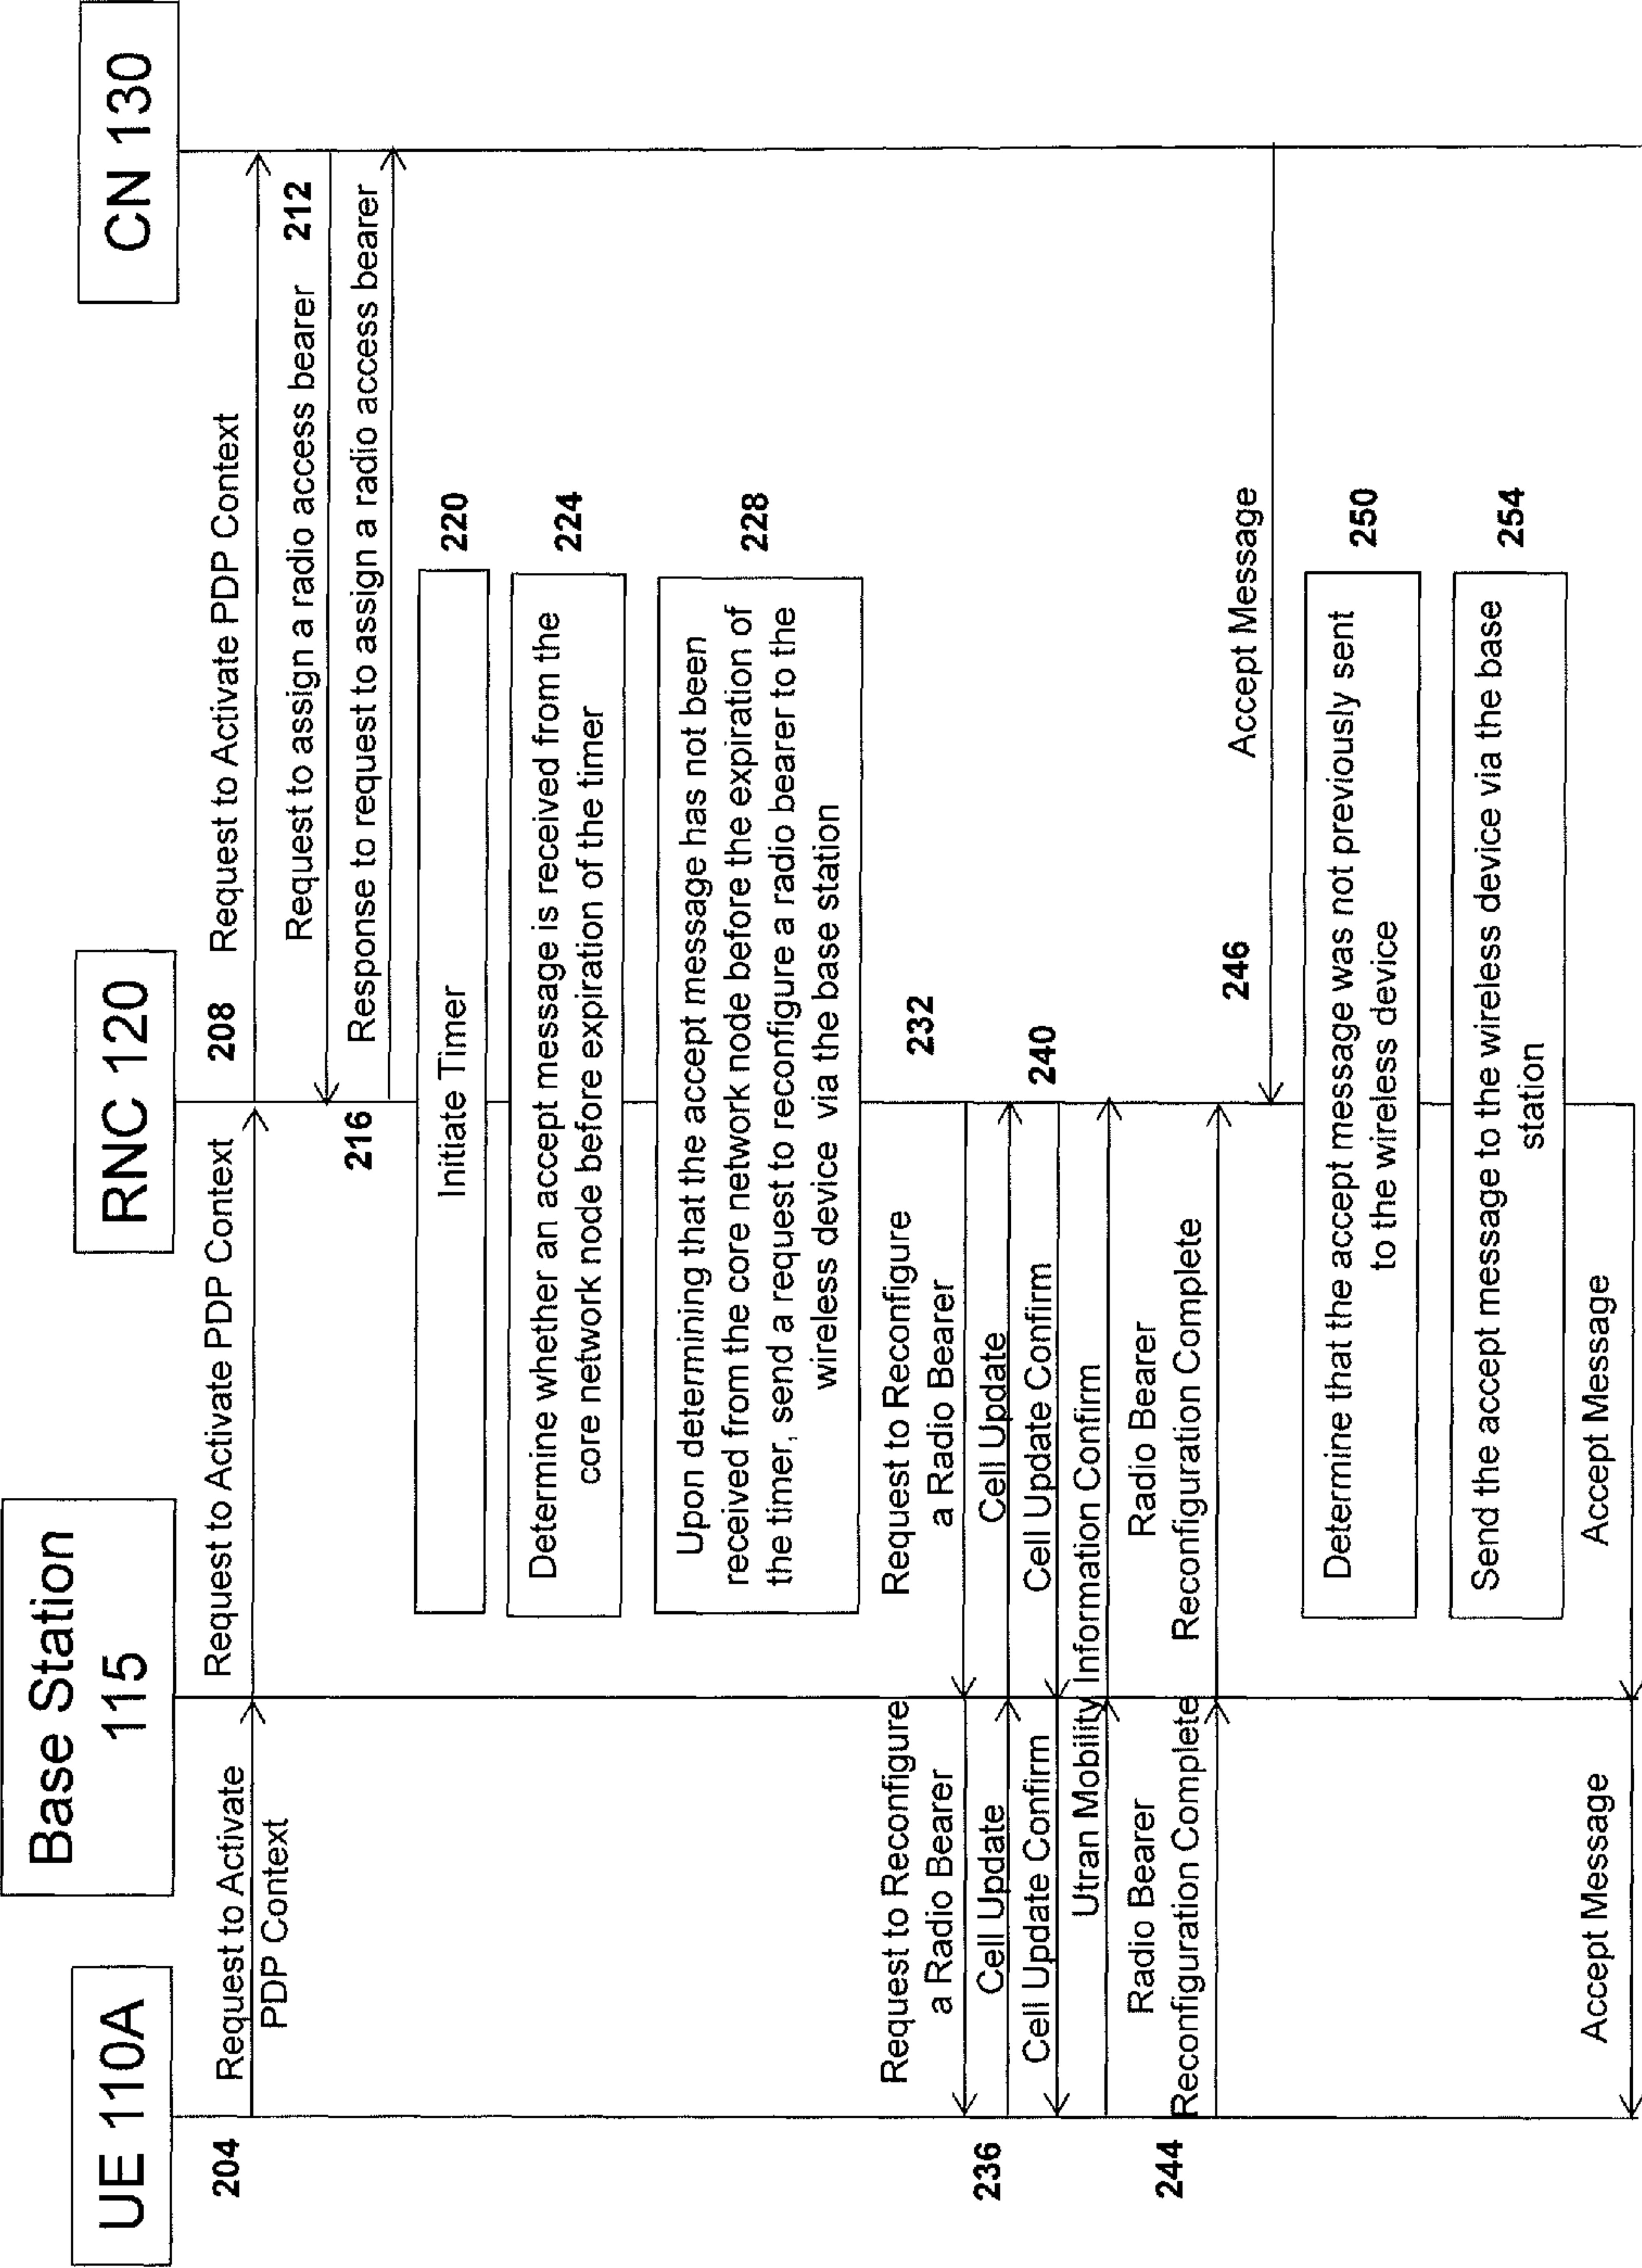 UE 110A
Base Station
115
RNC 120
CN 130
204
Request to Activate
PDP Context
Request to Activate PDP Context
208
Request to Activate PDP Context
Request to assign a radio access bearer
212
216
Response to request to assign a radio access bearer
Initiate Timer
220
Determine whether an accept message is received from the
core network node before expiration of the timer
224
Upon determining that the accept message has not been
received from the core network node before the expiration of
the timer, send a request to reconfigure a radio bearer to the
wireless device via the base station
228
Request to Reconfigure
a Radio Bearer
Request to Reconfigure
a Radio Bearer
232
236
Cell Update
Cell Update
Cell Update Confirm
Cell Update Confirm
240
Utran Mobility Information Confirm
244
Radio Bearer
Reconfiguration Complete
Radio Bearer
Reconfiguration Complete
246
Accept Message
Determine that the accept message was not previously sent
to the wireless device
250
Send the accept message to the wireless device via the base
station
254
Accept Message
Accept Message